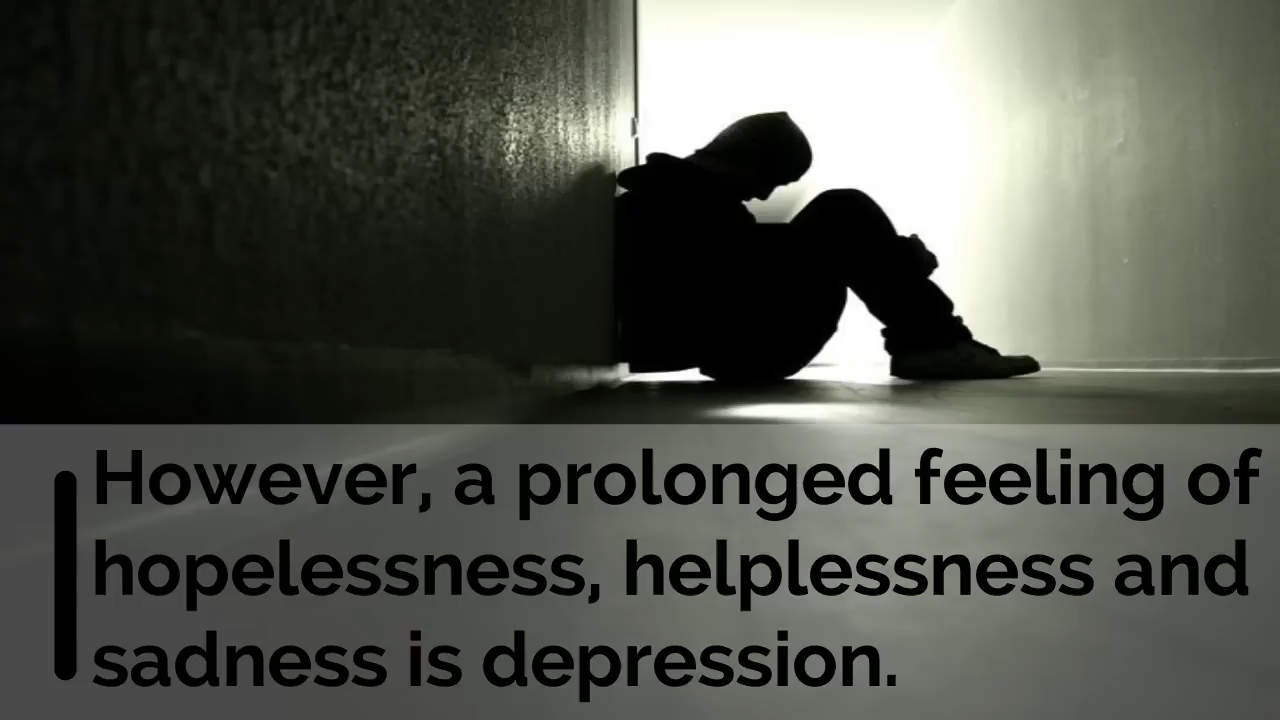 However, a prolonged feeling of
hopelessness, helplessness and
sadness is depression.